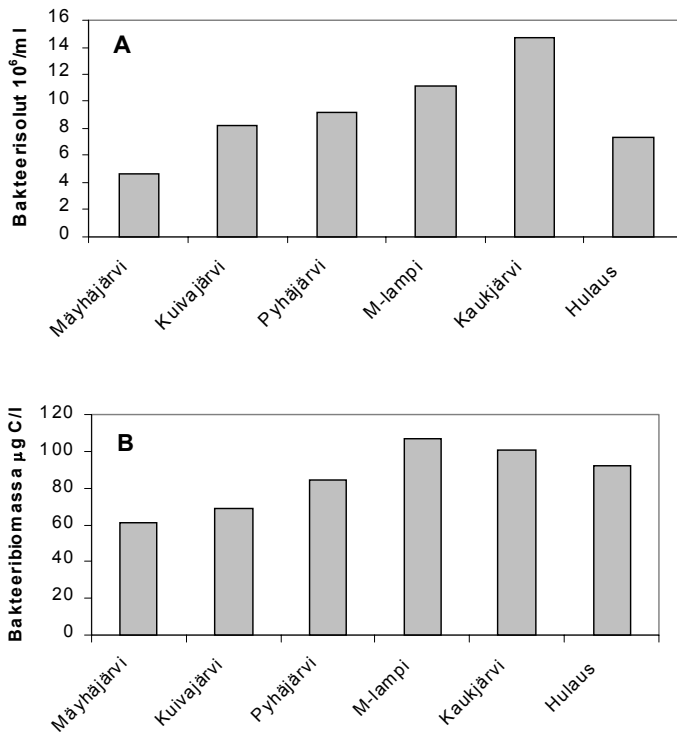 A
Bakteerisolut 10⁶/ml
16
14
12
10
8
6
4
2
0
Mäyhäjärvi
Kuivajärvi
Pyhäjärvi
M-lampi
Kaukjärvi
Hulaus
B
Bakteeribiomassa µg C/l
120
100
80
60
40
20
0
Mäyhäjärvi
Kuivajärvi
Pyhäjärvi
M-lampi
Kaukjärvi
Hulaus